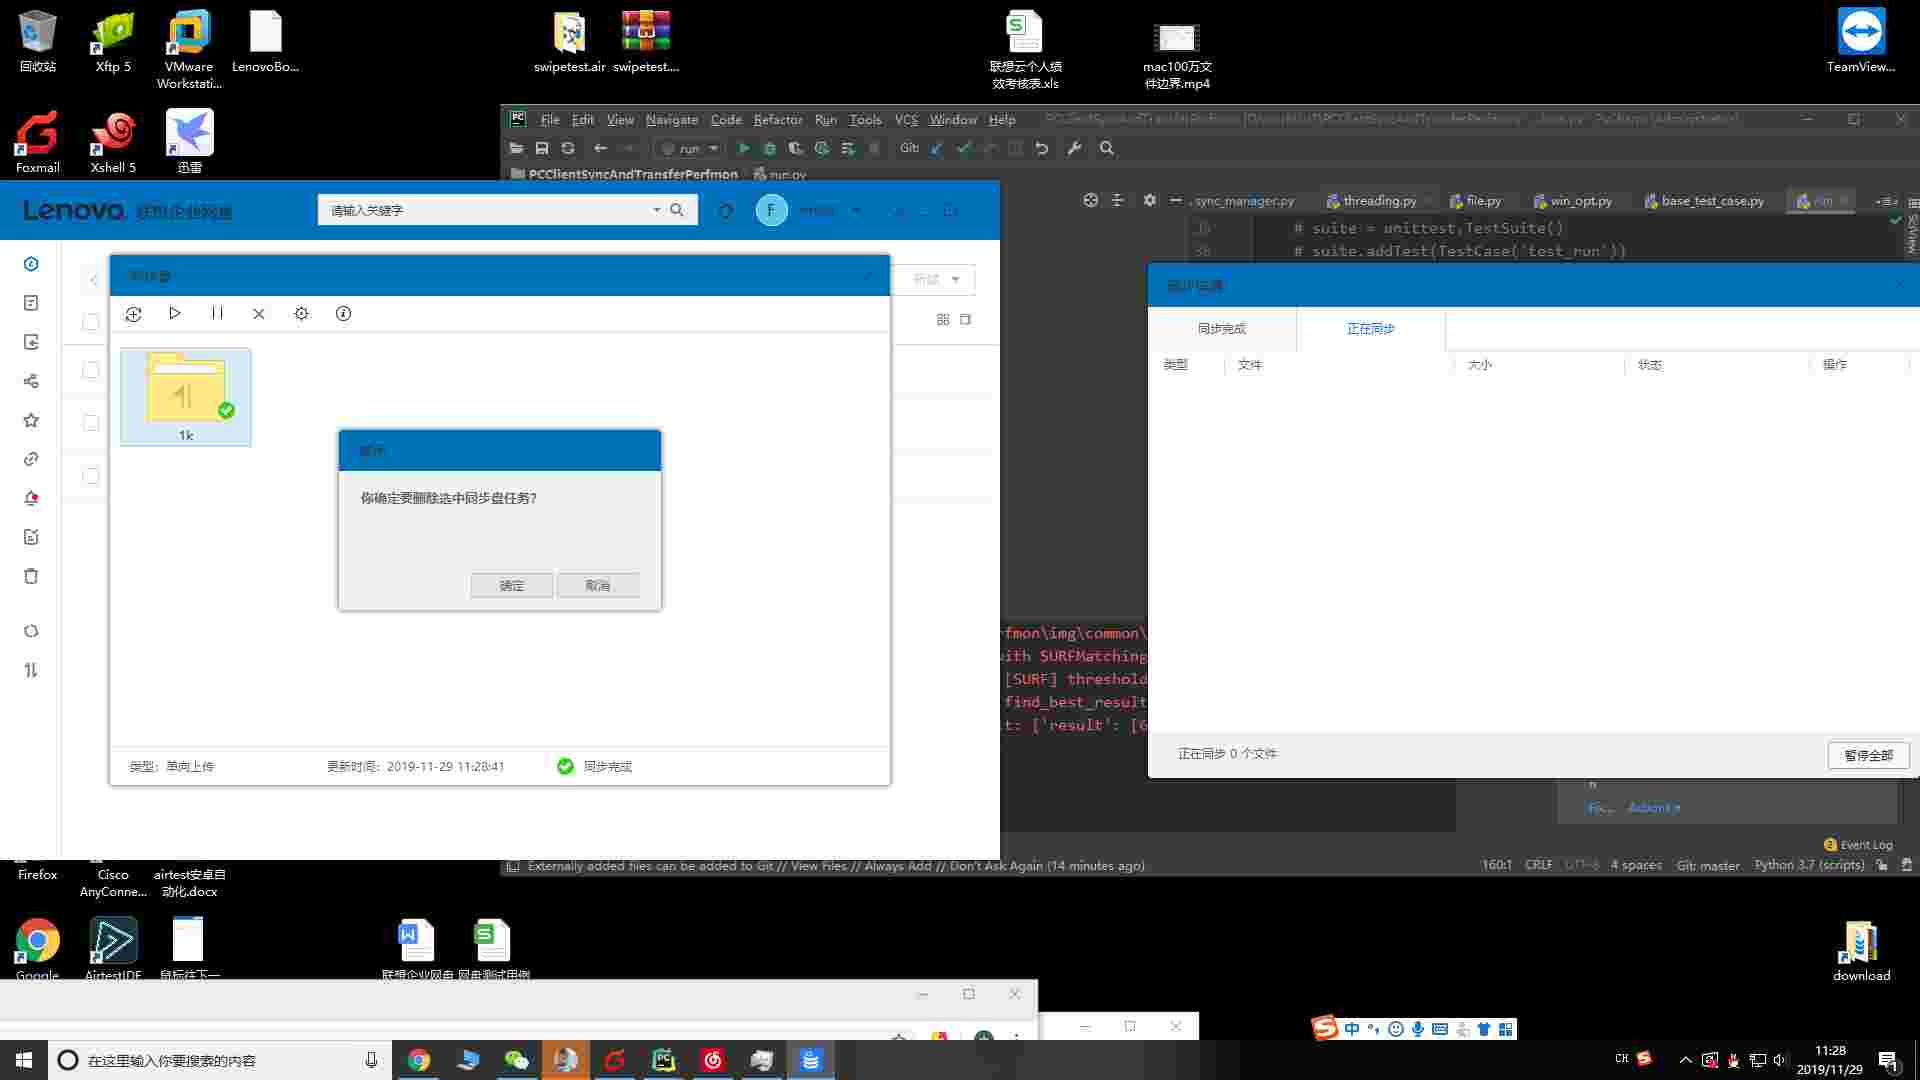 回收站
Xftp 5
VMware
Workstati...
LenovoBo...
swipetest.air
swipetest....
联想云个人绩
效考核表.xls
mac100万文
件边界.mp4
TeamView...
Foxmail
Xshell 5
迅雷
File Edit View Navigate Code Refactor Run Tools VCS Window Help
run
Git:
PCClientSyncAndTransferPerfmon
run.py
Lenovo 联想企业网盘
请输入关键字
F
sync_manager.py
threading.py
file.py
win_opt.py
base_test_case.py
# suite = unittest.TestSuite()
36
# suite.addTest(TestCase('test_run'))
新建
同步盘
1k
你确定要删除选中同步盘任务?
确定
取消
类型: 单向上传
更新时间: 2019-11-29 11:28:41
同步完成
同步完成
正在同步
类型
文件
大小
状态
操作
正在同步 0 个文件
暂停全部
fmon\img\common\
with SURFMatching
[SURF] threshold
find_best_result
t: ['result': [
Event Log
Externally added files can be added to Git // View Files // Always Add // Don't Ask Again (14 minutes ago)
160:1 CRLF UTF-8 4 spaces Git: master Python 3.7 (scripts)
Firefox
Cisco
AnyConne...
airtest安卓自
动化.docx
Google
AirtestIDE
鼠标往下一
联想企业网盘
网盘测试用例
download
中
在这里输入你要搜索的内容
CH
11:28
2019/11/29
1